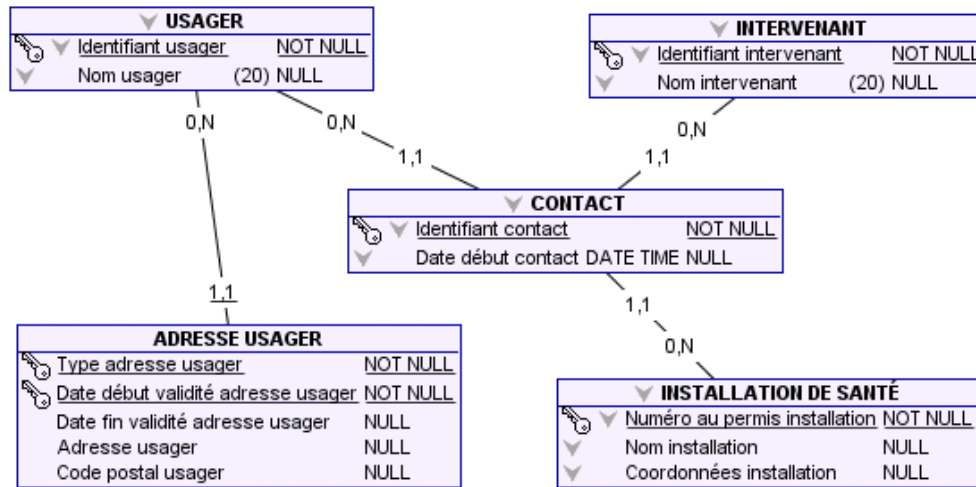 USAGER
Identifiant usager NOT NULL
Nom usager (20) NULL
INTERVENANT
Identifiant intervenant NOT NULL
Nom intervenant (20) NULL
0,N
0,N
0,N
1,1
1,1
CONTACT
Identifiant contact NOT NULL
Date début contact DATE TIME NULL
1,1
1,1
0,N
ADRESSE USAGER
Type adresse usager NOT NULL
Date début validité adresse usager NOT NULL
Date fin validité adresse usager NULL
Adresse usager NULL
Code postal usager NULL
INSTALLATION DE SANTÉ
Numéro au permis installation NOT NULL
Nom installation NULL
Coordonnées installation NULL